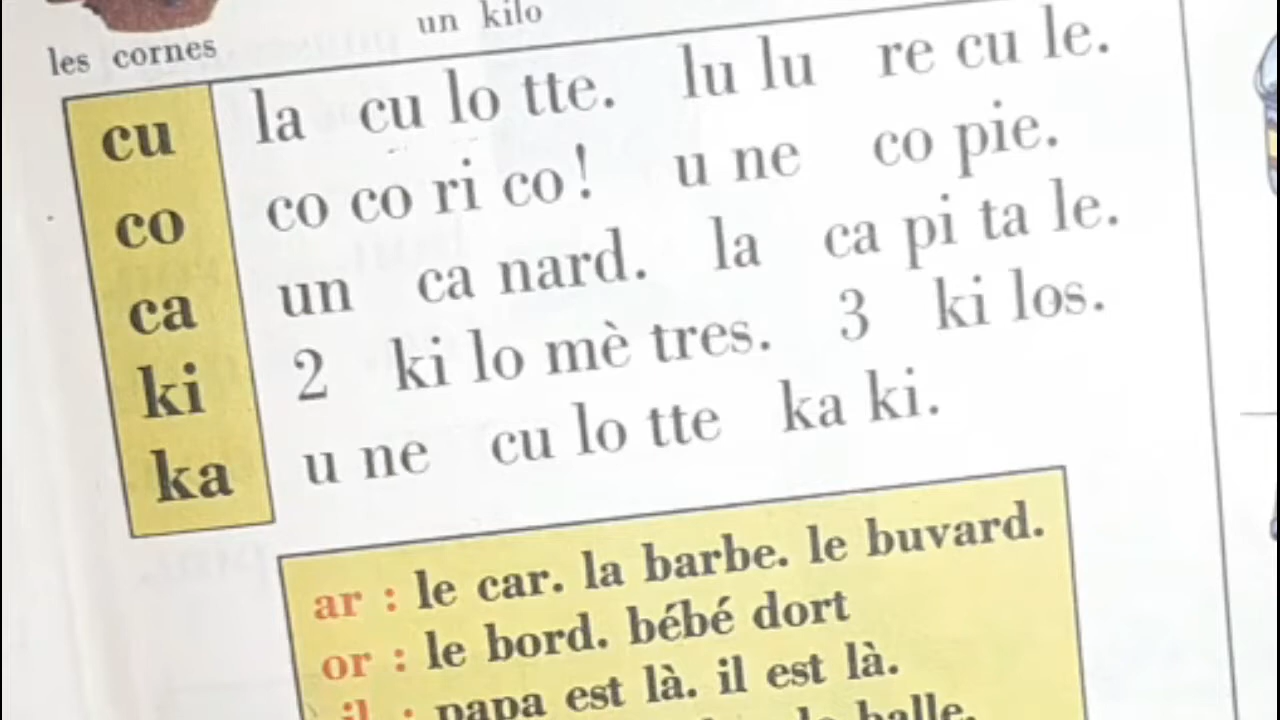 les cornes
un kilo
cu la cu lo tte. lu lu re cu le.
co co co ri co! u ne co pie.
ca un ca nard. la ca pi ta le.
ki 2 ki lo mè tres. 3 ki los.
ka u ne cu lo tte ka ki.
ar : le car. la barbe. le buvard.
or : le bord. bébé dort
il : papa est là. il est là.
balle.